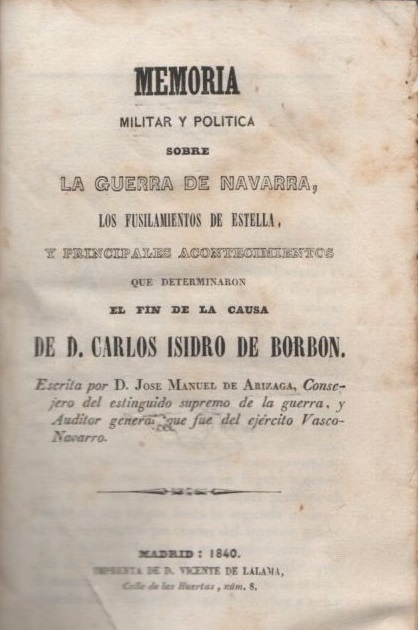 MEMORIA
MILITAR Y POLITICA
SOBRE
LA GUERRA DE NAVARRA,
LOS FUSILAMIENTOS DE ESTELLA,
Y PRINCIPALES ACONTECIMIENTOS
QUE DETERMINARON
EL FIN DE LA CAUSA
DE D. CARLOS ISIDRO DE BORBON.
Escrita por D. JOSE MANUEL DE ARIZAGA, Conse-
jero del estinguido supremo de la guerra, y
Auditor general que fue del ejército Vasco-
Navarro.
MADRID: 1840.
IMPRENTA DE D. VICENTE DE LALAMA,
Calle de las Huertas, núm. 8.